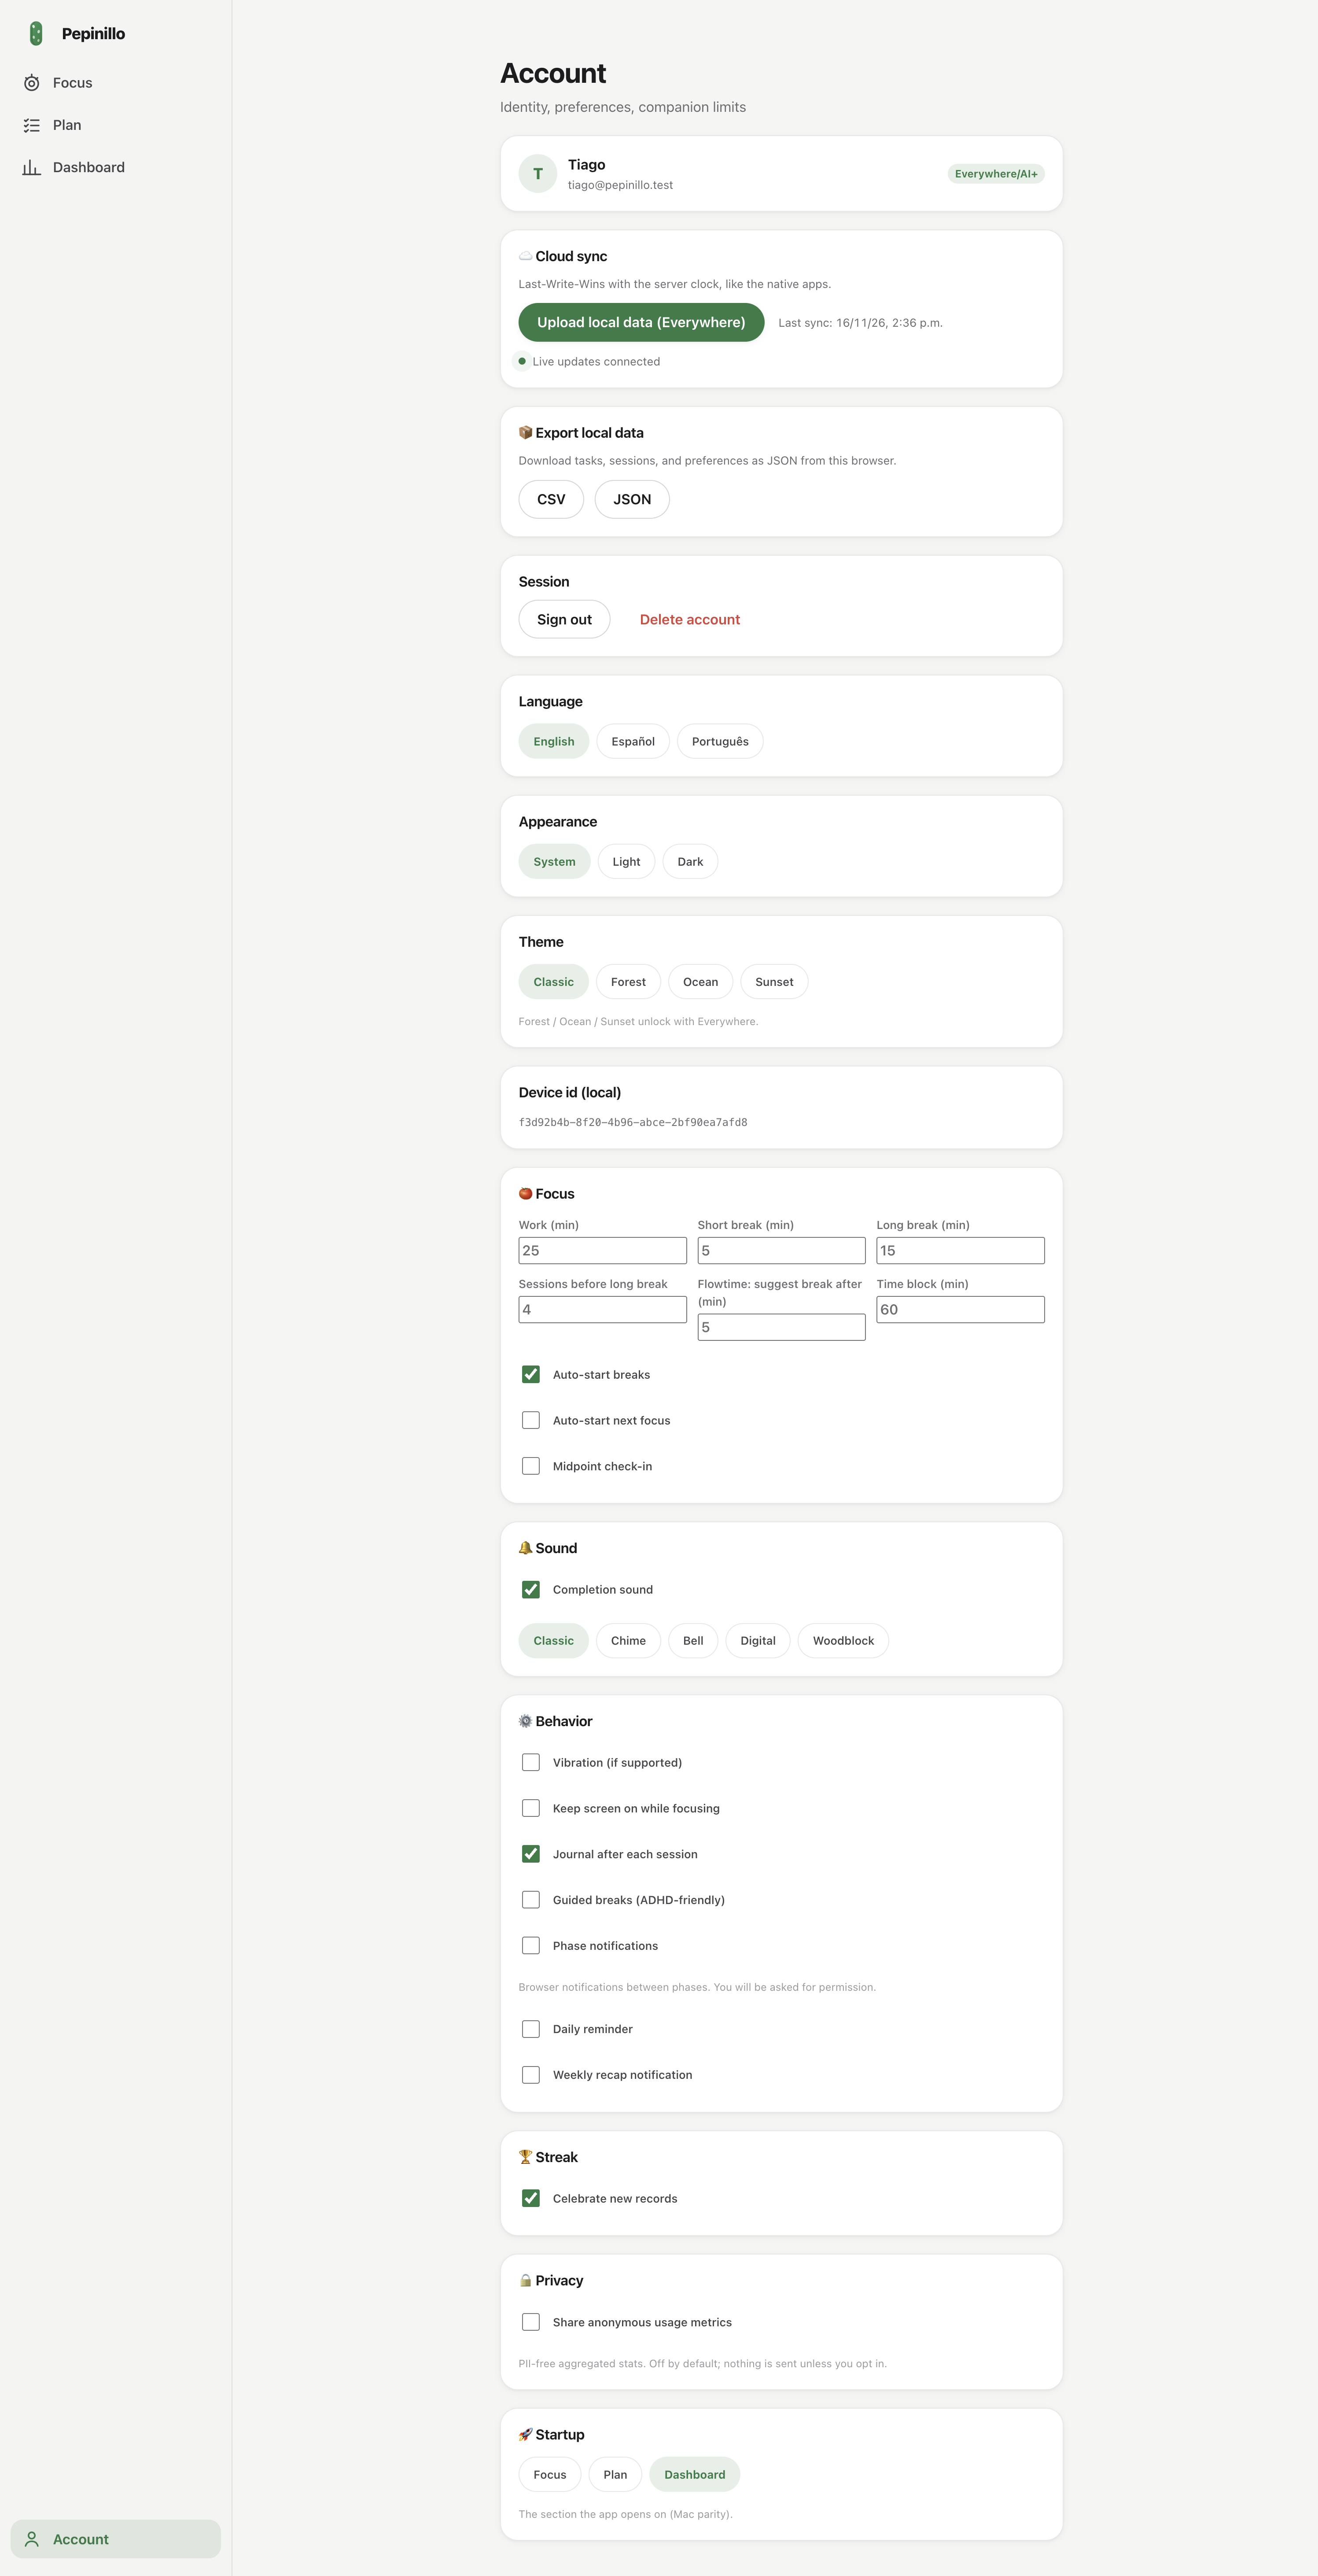 Pepinillo
Focus
Plan
Dashboard
Account
Identity, preferences, companion limits
T
Tiago
tiago@pepinillo.test
Everywhere/AI+
Cloud sync
Last-Write-Wins with the server clock, like the native apps.
Upload local data (Everywhere)
Last sync: 16/11/26, 2:36 p.m.
Live updates connected
Export local data
Download tasks, sessions, and preferences as JSON from this browser.
CSV
JSON
Session
Sign out
Delete account
Language
English
Español
Português
Appearance
System
Light
Dark
Theme
Classic
Forest
Ocean
Sunset
Forest / Ocean / Sunset unlock with Everywhere.
Device id (local)
f3d92b4b-8f20-4b96-abce-2bf90ea7afd8
Focus
Work (min)
25
Short break (min)
5
Long break (min)
15
Sessions before long break
4
Flowtime: suggest break after
(min)
5
Time block (min)
60
Auto-start breaks
Auto-start next focus
Midpoint check-in
Sound
Completion sound
Classic
Chime
Bell
Digital
Woodblock
Behavior
Vibration (if supported)
Keep screen on while focusing
Journal after each session
Guided breaks (ADHD-friendly)
Phase notifications
Browser notifications between phases. You will be asked for permission.
Daily reminder
Weekly recap notification
Streak
Celebrate new records
Privacy
Share anonymous usage metrics
PII-free aggregated stats. Off by default; nothing is sent unless you opt in.
Startup
Focus
Plan
Dashboard
The section the app opens on (Mac parity).
Account